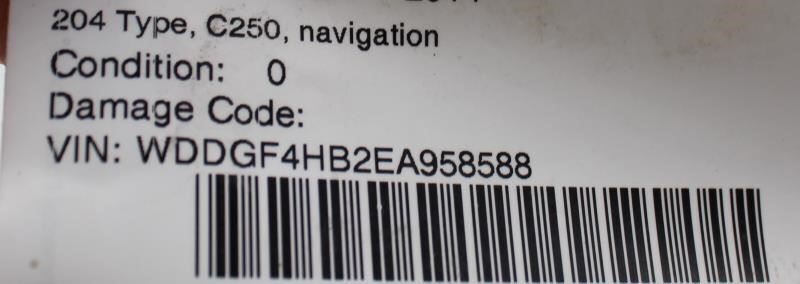 204 Type, C250, navigation
Condition: 0
Damage Code:
VIN: WDDGF4HB2EA958588